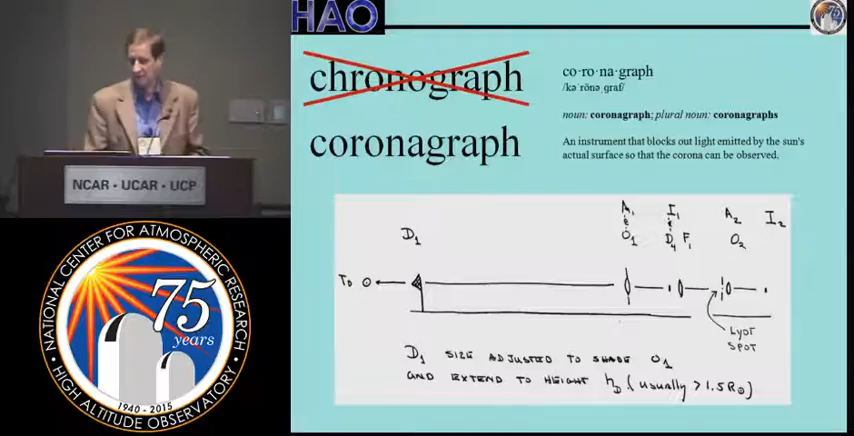 HAO
75
chronograph
coronagraph
co·ro·na·graph
/kəˈrōnəˌgraf/
noun: coronagraph; plural noun: coronagraphs
An instrument that blocks out light emitted by the sun's
actual surface so that the corona can be observed.
NCAR · UCAR · UCP
NATIONAL CENTER FOR ATMOSPHERIC RESEARCH
75
years
1940 - 2015
HIGH ALTITUDE OBSERVATORY
A1 I1 A2 I2
& &
D1 O1 D4 F1 O2
TO
LYOT
SPOT
D1 SIZE ADJUSTED TO SHADE O1
AND EXTEND TO HEIGHT hD (usually > 1.5R⊙)